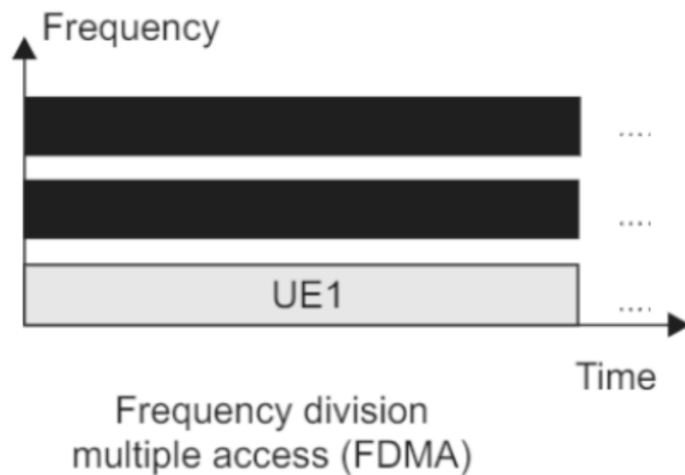 Frequency
....
....
UE1
....
Time
Frequency division
multiple access (FDMA)